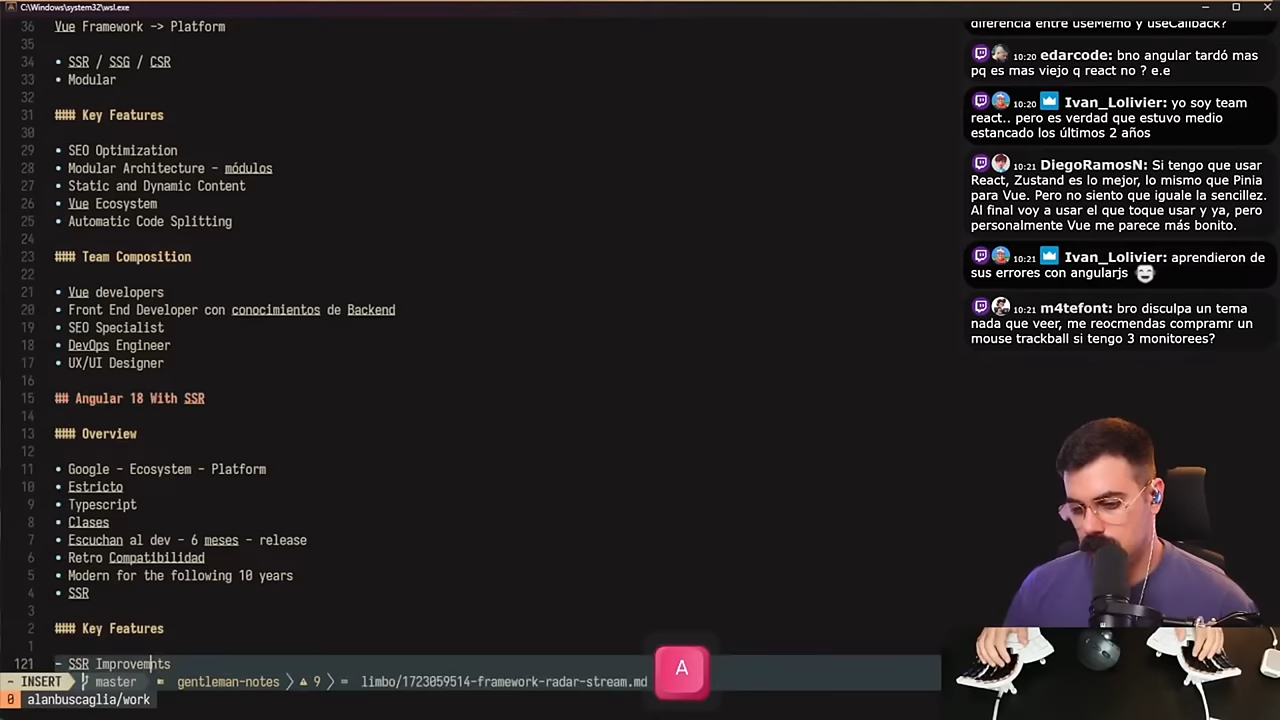 C:\Windows\system32\wsl.exe
36 Vue Framework -> Platform
35
34 • SSR / SSG / CSR
33 • Modular
32
31 ### Key Features
30
29 • SEO Optimization
28 • Modular Architecture - módulos
27 • Static and Dynamic Content
26 • Vue Ecosystem
25 • Automatic Code Splitting
24
23 ### Team Composition
22
21 • Vue developers
20 • Front End Developer con conocimientos de Backend
19 • SEO Specialist
18 • DevOps Engineer
17 • UX/UI Designer
16
15 ## Angular 18 With SSR
14
13 ### Overview
12
11 • Google - Ecosystem - Platform
10 • Estricto
9 • Typescript
8 • Clases
7 • Escuchan al dev - 6 meses - release
6 • Retro Compatibilidad
5 • Modern for the following 10 years
4 • SSR
3
2 ### Key Features
1
121 - SSR Improvements
- INSERT master gentleman-notes 9 limbo/1723059514-framework-radar-stream.md
0 alanbuscaglia/work
A
diferencia entre useMemo y useCallback?
10:20 edarcode: bno angular tardó mas
pq es mas viejo q react no ? e.e
10:20 Ivan_Lolivier: yo soy team
react.. pero es verdad que estuvo medio
estancado los últimos 2 años
10:21 DiegoRamosN: Si tengo que usar
React, Zustand es lo mejor, lo mismo que Pinia
para Vue. Pero no siento que iguale la sencillez.
Al final voy a usar el que toque usar y ya, pero
personalmente Vue me parece más bonito.
10:21 Ivan_Lolivier: aprendieron de
sus errores con angularjs
10:21 m4tefont: bro disculpa un tema
nada que veer, me reocmendas compramr un
mouse trackball si tengo 3 monitorees?